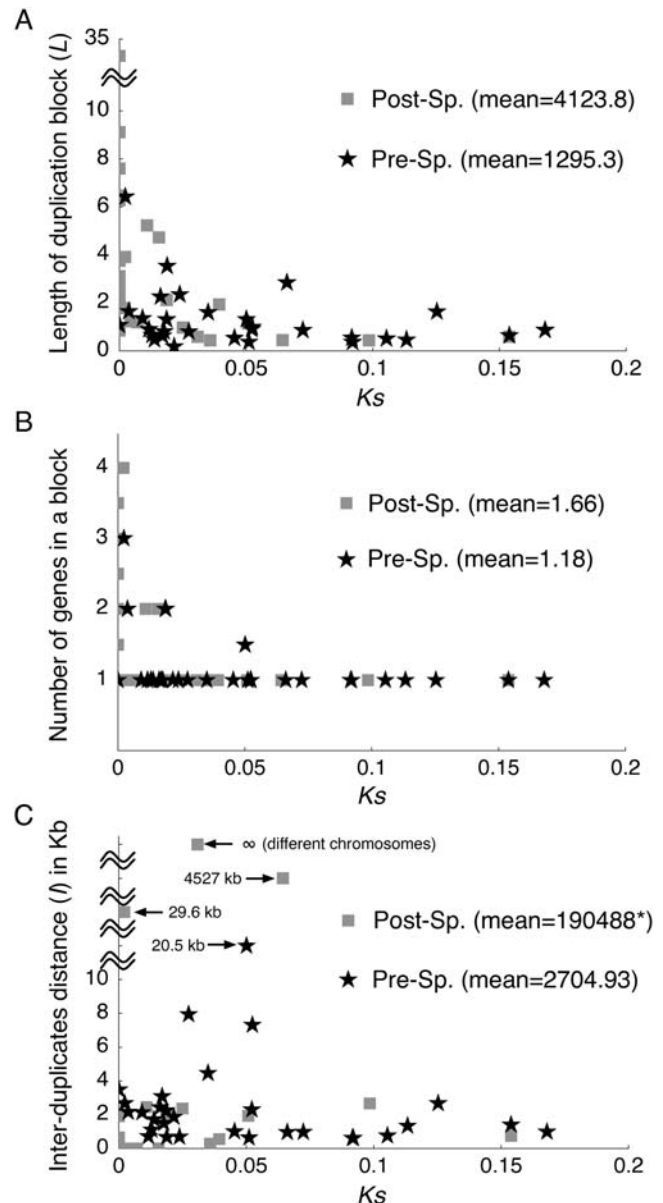 A
Length of duplication block (L)
35
10
8
6
4
2
0
0
0.05
0.1
0.15
0.2
Ks
Post-Sp. (mean=4123.8)
Pre-Sp. (mean=1295.3)
B
Number of genes in a block
4
3
2
1
0
0.05
0.1
0.15
0.2
Ks
Post-Sp. (mean=1.66)
Pre-Sp. (mean=1.18)
C
Inter-duplicates distance (I) in Kb
∞ (different chromosomes)
4527 kb
29.6 kb
20.5 kb
Post-Sp. (mean=190488*)
Pre-Sp. (mean=2704.93)
10
8
6
4
2
0
0
0.05
0.1
0.15
0.2
Ks